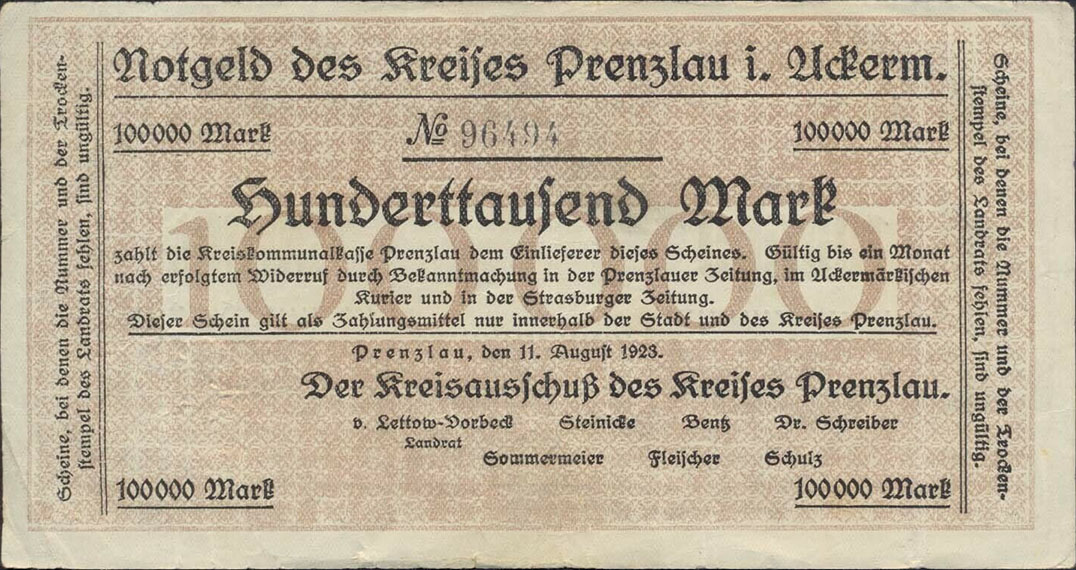 Notgeld des Kreises Prenzlau i. Uckerm.
100000 Mark
№ 96494
100000 Mark
Hunderttausend Mark
100000
zahlt die Kreiskommunalkasse Prenzlau dem Einlieferer dieses Scheines. Gültig bis ein Monat
nach erfolgtem Widerruf durch Bekanntmachung in der Prenzlauer Zeitung, im Uckermärkischen
Kurier und in der Strasburger Zeitung.
Dieser Schein gilt als Zahlungsmittel nur innerhalb der Stadt und des Kreises Prenzlau.
Prenzlau, den 11. August 1923.
Der Kreisausschuß des Kreises Prenzlau.
v. Lettow-Vorbeck Steinicke Bentz Dr. Schreiber
Landrat
Sommermeier Fleischer Schulz
100000 Mark
100000 Mark
Scheine, bei denen die Nummer und der Trocken-
stempel des Landrats fehlen, sind ungültig.
Scheine, bei denen die Nummer und der Trocken-
stempel des Landrats fehlen, sind ungültig.